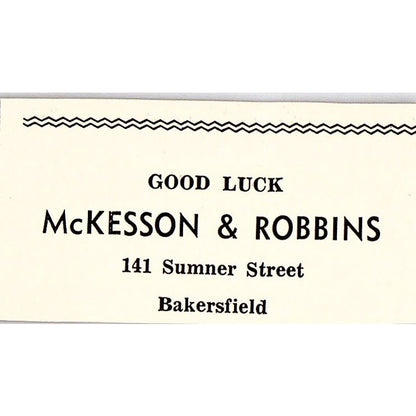 GOOD LUCK
McKESSON & ROBBINS
141 Sumner Street
Bakersfield